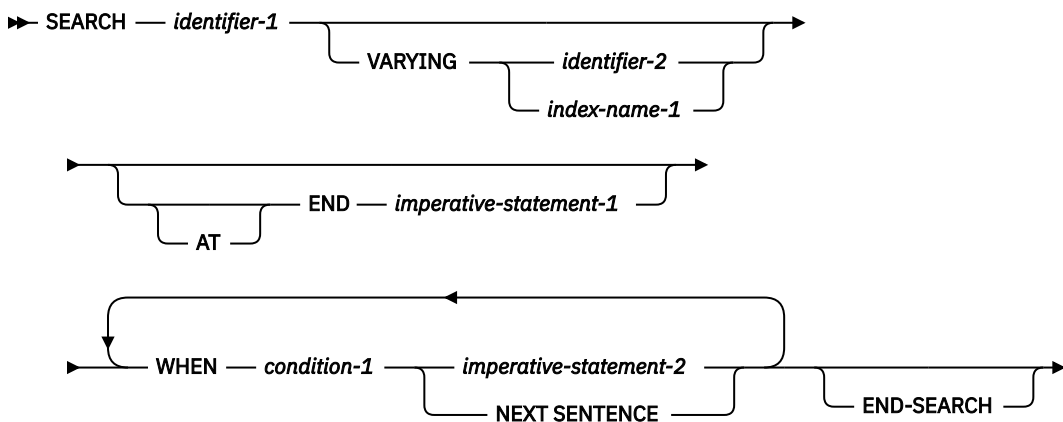 SEARCH identifier-1
VARYING identifier-2
index-name-1
END imperative-statement-1
AT
WHEN condition-1 imperative-statement-2
NEXT SENTENCE
END-SEARCH